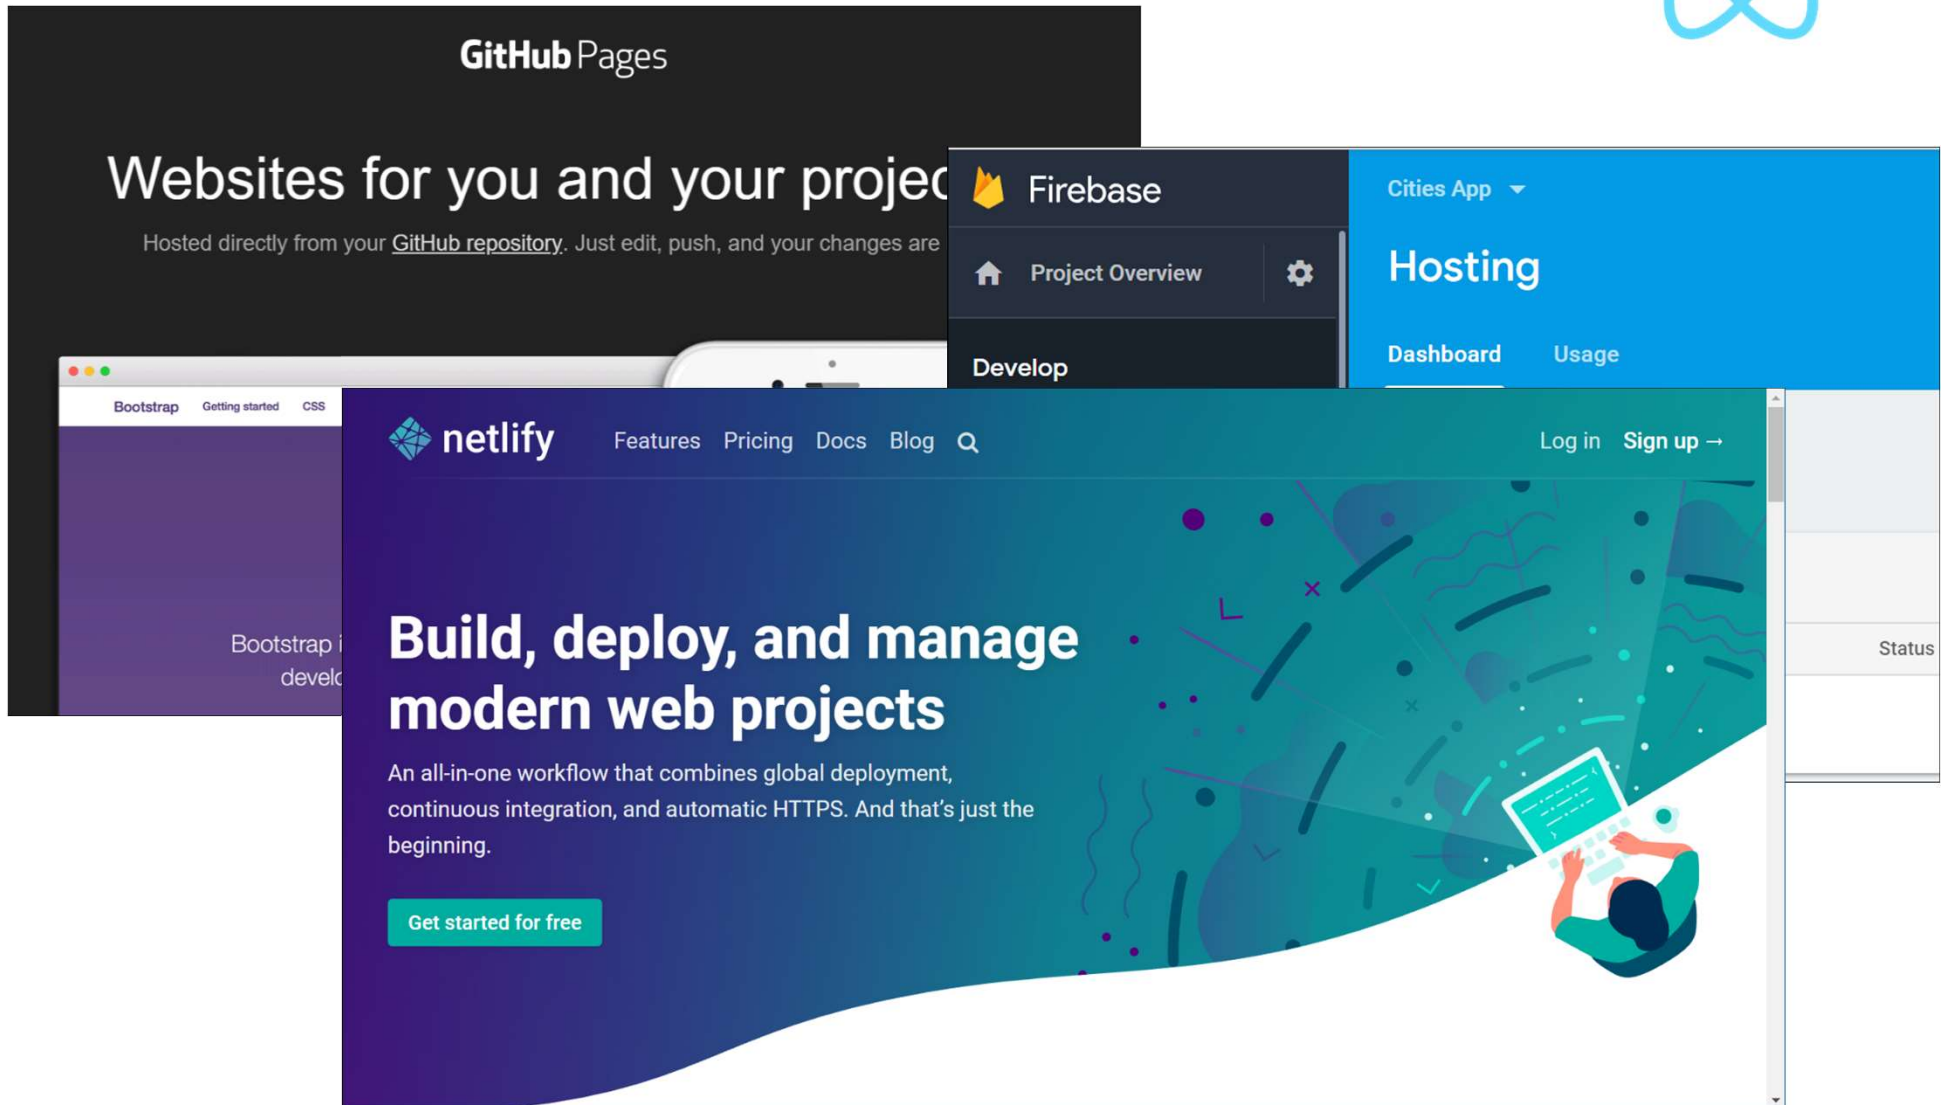 GitHub Pages
Websites for you and your projec
Hosted directly from your GitHub repository. Just edit, push, and your changes are
Bootstrap Getting started CSS
Bootstrap i
develo
Firebase
Project Overview
Develop
Cities App
Hosting
Dashboard Usage
Status
netlify Features Pricing Docs Blog Log in Sign up →
Build, deploy, and manage
modern web projects
An all-in-one workflow that combines global deployment,
continuous integration, and automatic HTTPS. And that's just the
beginning.
Get started for free